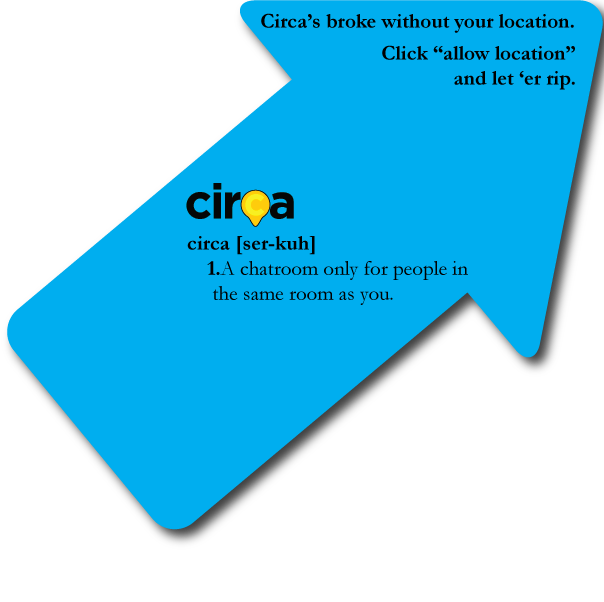 Circa’s broke without your location.
Click “allow location”
and let ‘er rip.
circa
circa [ser-kuh]
1.A chatroom only for people in
the same room as you.